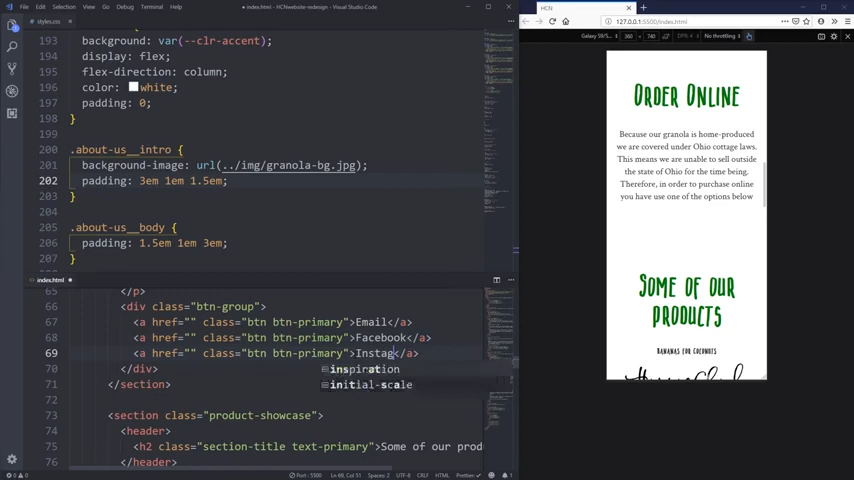 File Edit Selection View Go Debug Terminal Help
● index.html - HCNwebsite-redesign - Visual Studio Code
styles.css
193 background: var(--clr-accent);
194 display: flex;
195 flex-direction: column;
196 color: white;
197 padding: 0;
198 }
199
200 .about-us__intro {
201 background-image: url(../img/granola-bg.jpg);
202 padding: 3em 1em 1.5em;
203 }
204
205 .about-us__body {
206 padding: 1.5em 1em 3em;
207 }
index.html
65 </p>
66 <div class="btn-group">
67 <a href="" class="btn btn-primary">Email</a>
68 <a href="" class="btn btn-primary">Facebook</a>
69 <a href="" class="btn btn-primary">Instag</a>
70 </div>
inspiration
71 </section>
initial-scale
72
73 <section class="product-showcase">
74 <header>
75 <h2 class="section-title text-primary">Some of our prod
76 </header>
0 0
Port : 5500
Ln 68, Col 51
Spaces: 2
UTF-8
CRLF
HTML
Prettier
1
HCN
127.0.0.1:5500/index.html
Galaxy S9/S...
360 × 740
DPR: 4
No throttling
Order Online
Because our granola is home-produced
we are covered under Ohio cottage laws.
This means we are unable to sell outside
the state of Ohio for the time being.
Therefore, in order to purchase online
you have use one of the options below
Some of our
products
Bananas for Coconuts